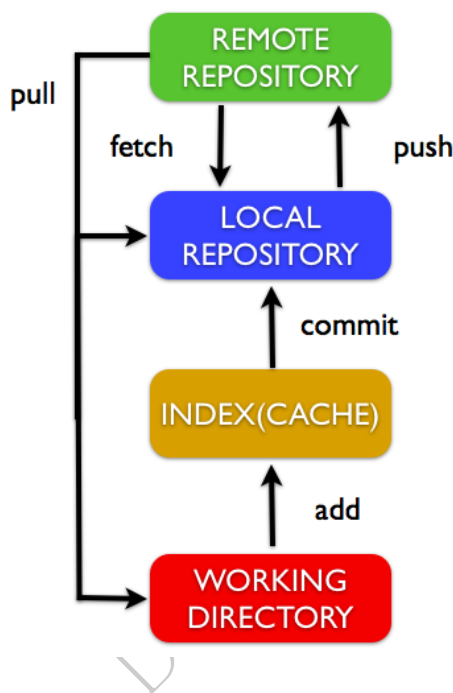 REMOTE
REPOSITORY
pull
fetch
push
LOCAL
REPOSITORY
commit
INDEX(CACHE)
add
WORKING
DIRECTORY